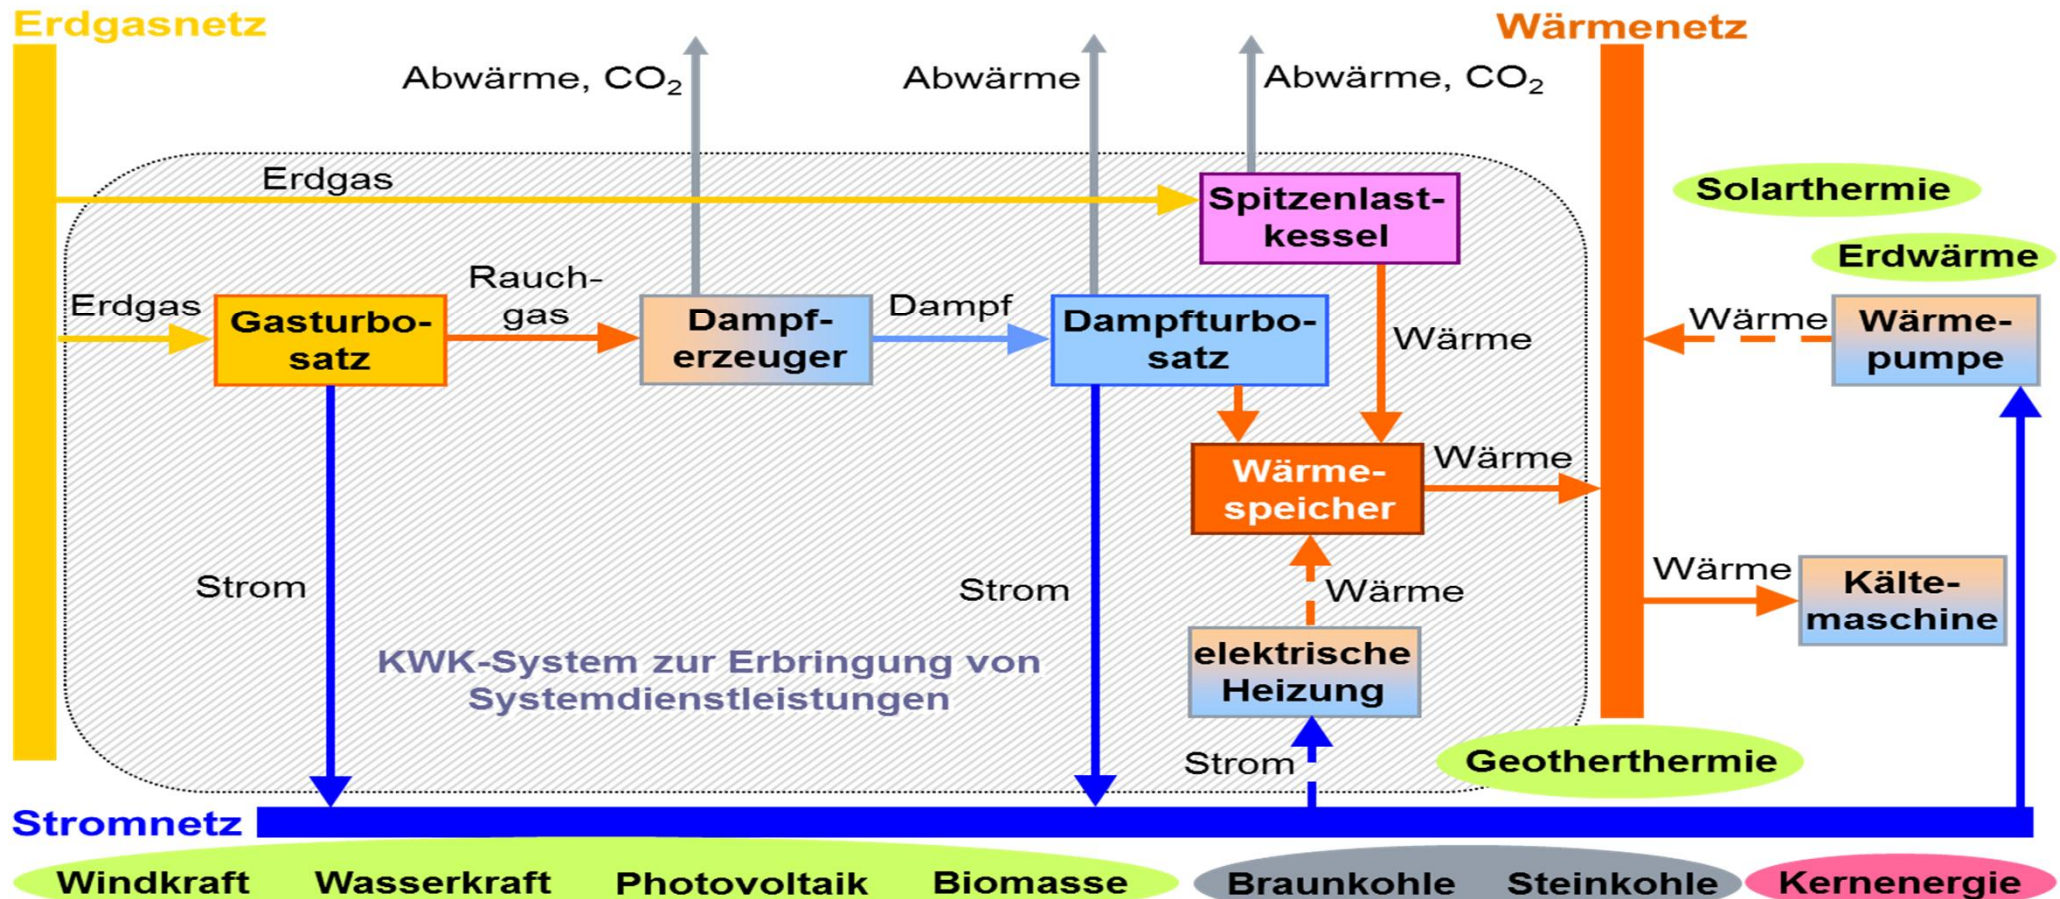 Erdgasnetz
Wärmenetz
Abwärme, CO₂
Abwärme
Abwärme, CO₂
Erdgas
Spitzenlast-
kessel
Solarthermie
Erdwärme
Erdgas
Gasturbo-
satz
Rauch-
gas
Dampf-
erzeuger
Dampf
Dampfturbo-
satz
Wärme
Wärme
Wärme-
pumpe
Wärme-
speicher
Wärme
Strom
Strom
Wärme
Wärme
Kälte-
maschine
elektrische
Heizung
KWK-System zur Erbringung von
Systemdienstleistungen
Strom
Geotherthermie
Stromnetz
Windkraft Wasserkraft Photovoltaik Biomasse Braunkohle Steinkohle Kernenergie